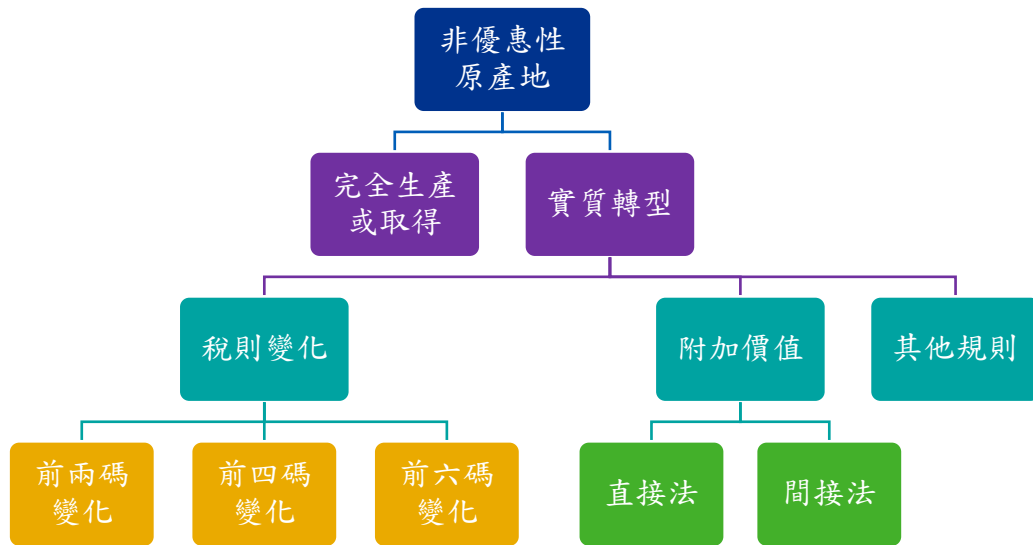 非優惠性
原產地
完全生產
或取得
實質轉型
稅則變化
附加價值
其他規則
前兩碼
變化
前四碼
變化
前六碼
變化
直接法
間接法